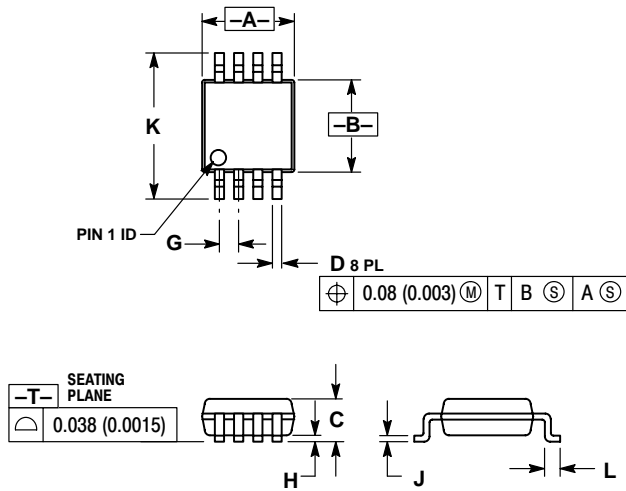 –A–
K
–B–
PIN 1 ID
G
D 8 PL
⌖ 0.08 (0.003) Ⓜ T B Ⓢ A Ⓢ
–T– SEATING
PLANE
⌓ 0.038 (0.0015)
C
H
J
L